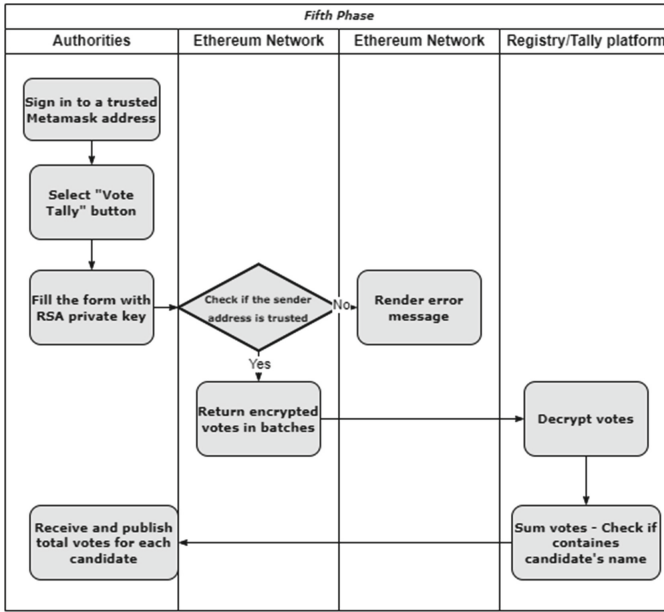 Fifth Phase
Authorities
Ethereum Network
Ethereum Network
Registry/Tally platform
Sign in to a trusted
Metamask address
Select "Vote
Tally" button
Fill the form with
RSA private key
Check if the sender
address is trusted
No
Render error
message
Yes
Return encrypted
votes in batches
Decrypt votes
Receive and publish
total votes for each
candidate
Sum votes - Check if
containes
candidate's name